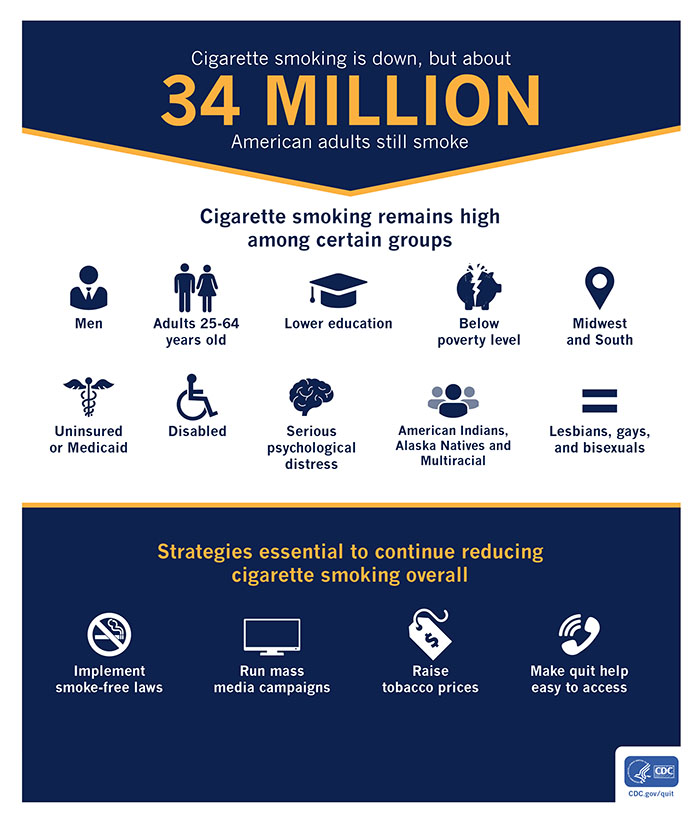 Cigarette smoking is down, but about
34 MILLION
American adults still smoke
Cigarette smoking remains high
among certain groups
Men
Adults 25-64
years old
Lower education
Below
poverty level
Midwest
and South
Uninsured
or Medicaid
Disabled
Serious
psychological
distress
American Indians,
Alaska Natives and
Multiracial
Lesbians, gays,
and bisexuals
Strategies essential to continue reducing
cigarette smoking overall
Implement
smoke-free laws
Run mass
media campaigns
$
Raise
tobacco prices
Make quit help
easy to access
CDC
CDC.gov/quit